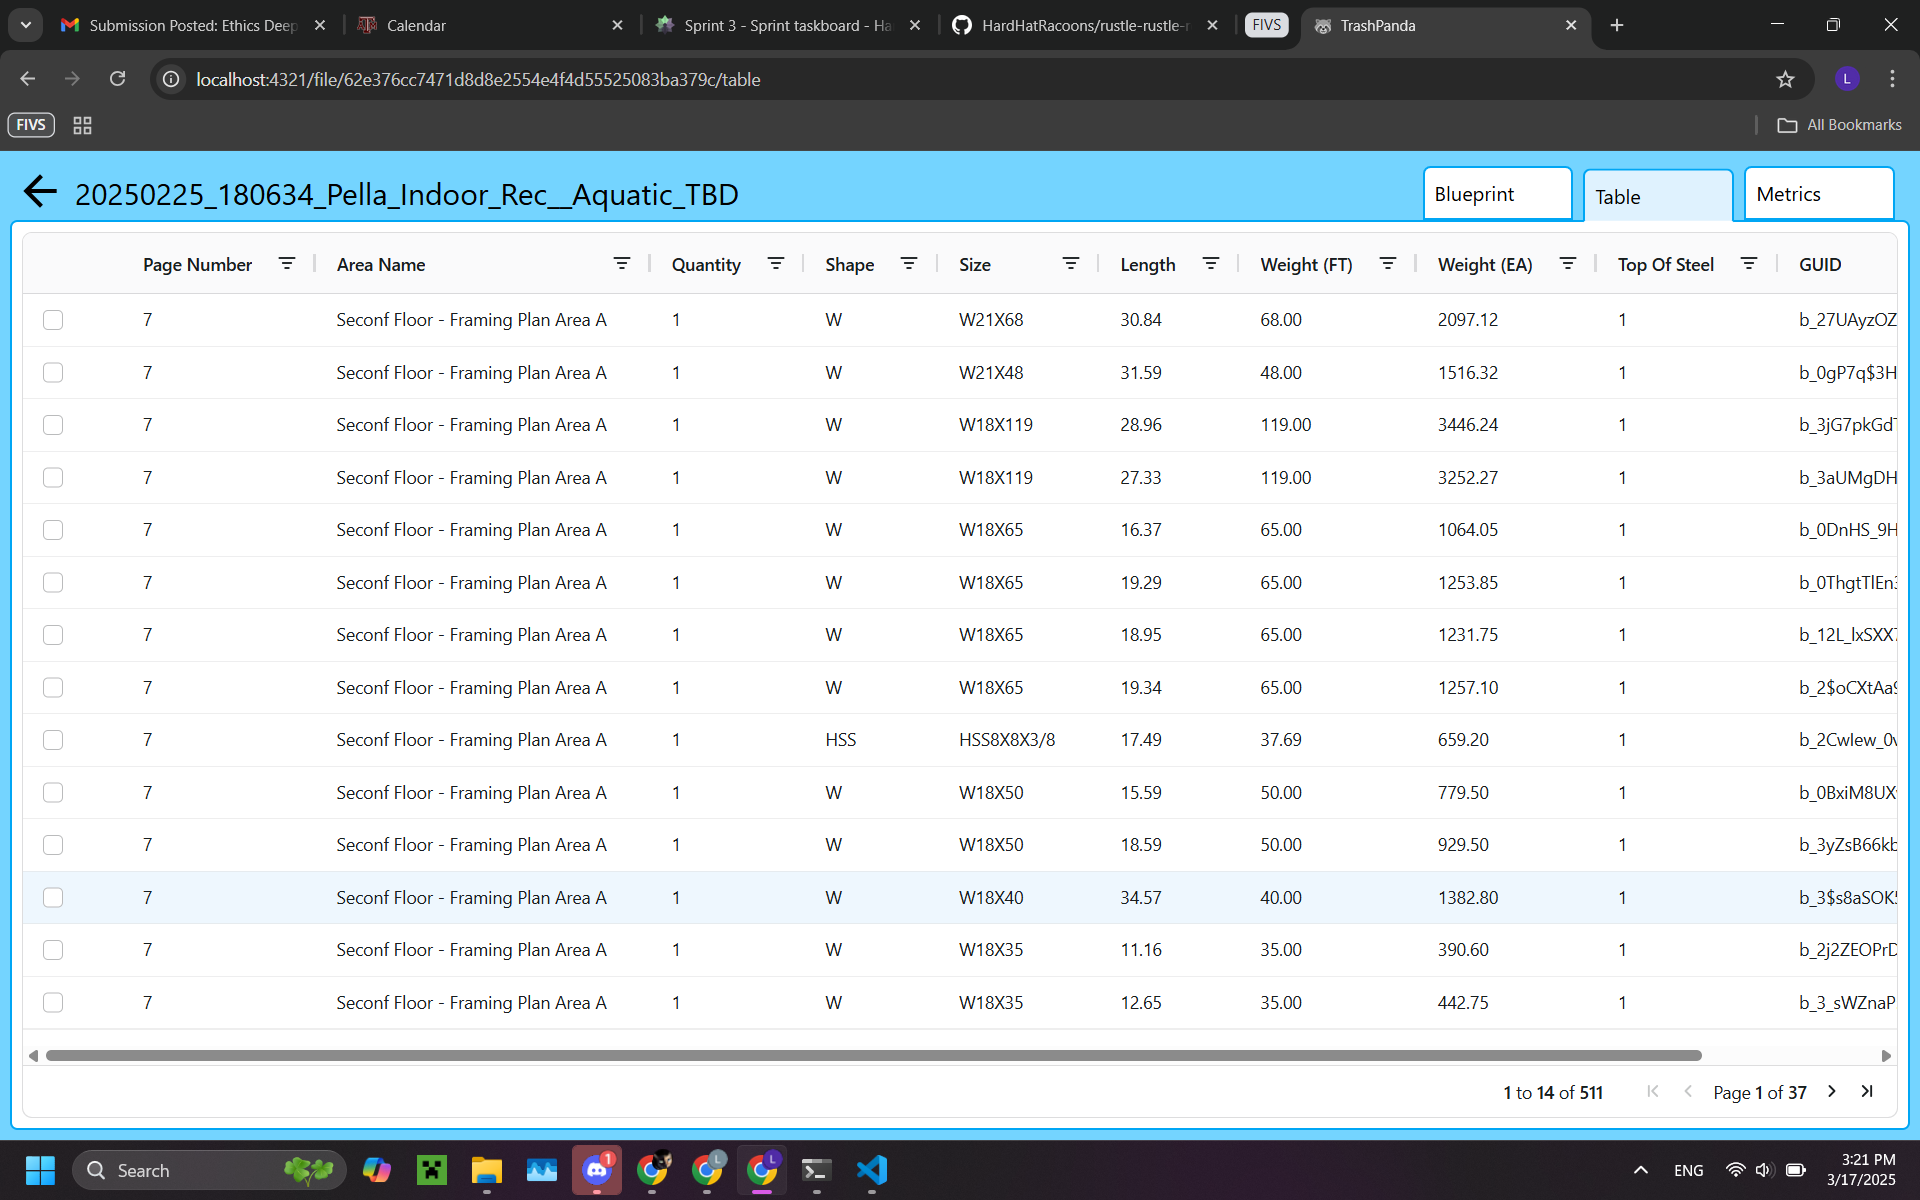 Submission Posted: Ethics Deep
Calendar
Sprint 3 - Sprint taskboard - Ha
HardHatRacoons/rustle-rustle-r
FIVS
TrashPanda
localhost:4321/file/62e376cc7471d8d8e2554e4f4d55525083ba379c/table
L
FIVS
All Bookmarks
20250225_180634_Pella_Indoor_Rec__Aquatic_TBD
Blueprint
Table
Metrics
Page Number Area Name Quantity Shape Size Length Weight (FT) Weight (EA) Top Of Steel GUID
7 Seconf Floor - Framing Plan Area A 1 W W21X68 30.84 68.00 2097.12 1 b_27UAyzOZ
7 Seconf Floor - Framing Plan Area A 1 W W21X48 31.59 48.00 1516.32 1 b_0gP7q$3H
7 Seconf Floor - Framing Plan Area A 1 W W18X119 28.96 119.00 3446.24 1 b_3jG7pkGdT
7 Seconf Floor - Framing Plan Area A 1 W W18X119 27.33 119.00 3252.27 1 b_3aUMgDH
7 Seconf Floor - Framing Plan Area A 1 W W18X65 16.37 65.00 1064.05 1 b_0DnHS_9H
7 Seconf Floor - Framing Plan Area A 1 W W18X65 19.29 65.00 1253.85 1 b_0ThgtTlEn3
7 Seconf Floor - Framing Plan Area A 1 W W18X65 18.95 65.00 1231.75 1 b_12L_lxSXX7
7 Seconf Floor - Framing Plan Area A 1 W W18X65 19.34 65.00 1257.10 1 b_2$oCXtAa9
7 Seconf Floor - Framing Plan Area A 1 HSS HSS8X8X3/8 17.49 37.69 659.20 1 b_2CwIew_0v
7 Seconf Floor - Framing Plan Area A 1 W W18X50 15.59 50.00 779.50 1 b_0BxiM8UX
7 Seconf Floor - Framing Plan Area A 1 W W18X50 18.59 50.00 929.50 1 b_3yZsB66kb
7 Seconf Floor - Framing Plan Area A 1 W W18X40 34.57 40.00 1382.80 1 b_3$s8aSOK5
7 Seconf Floor - Framing Plan Area A 1 W W18X35 11.16 35.00 390.60 1 b_2j2ZEOPrD
7 Seconf Floor - Framing Plan Area A 1 W W18X35 12.65 35.00 442.75 1 b_3_sWZnaP
1 to 14 of 511 Page 1 of 37
Search
1
L
L
ENG
3:21 PM
3/17/2025